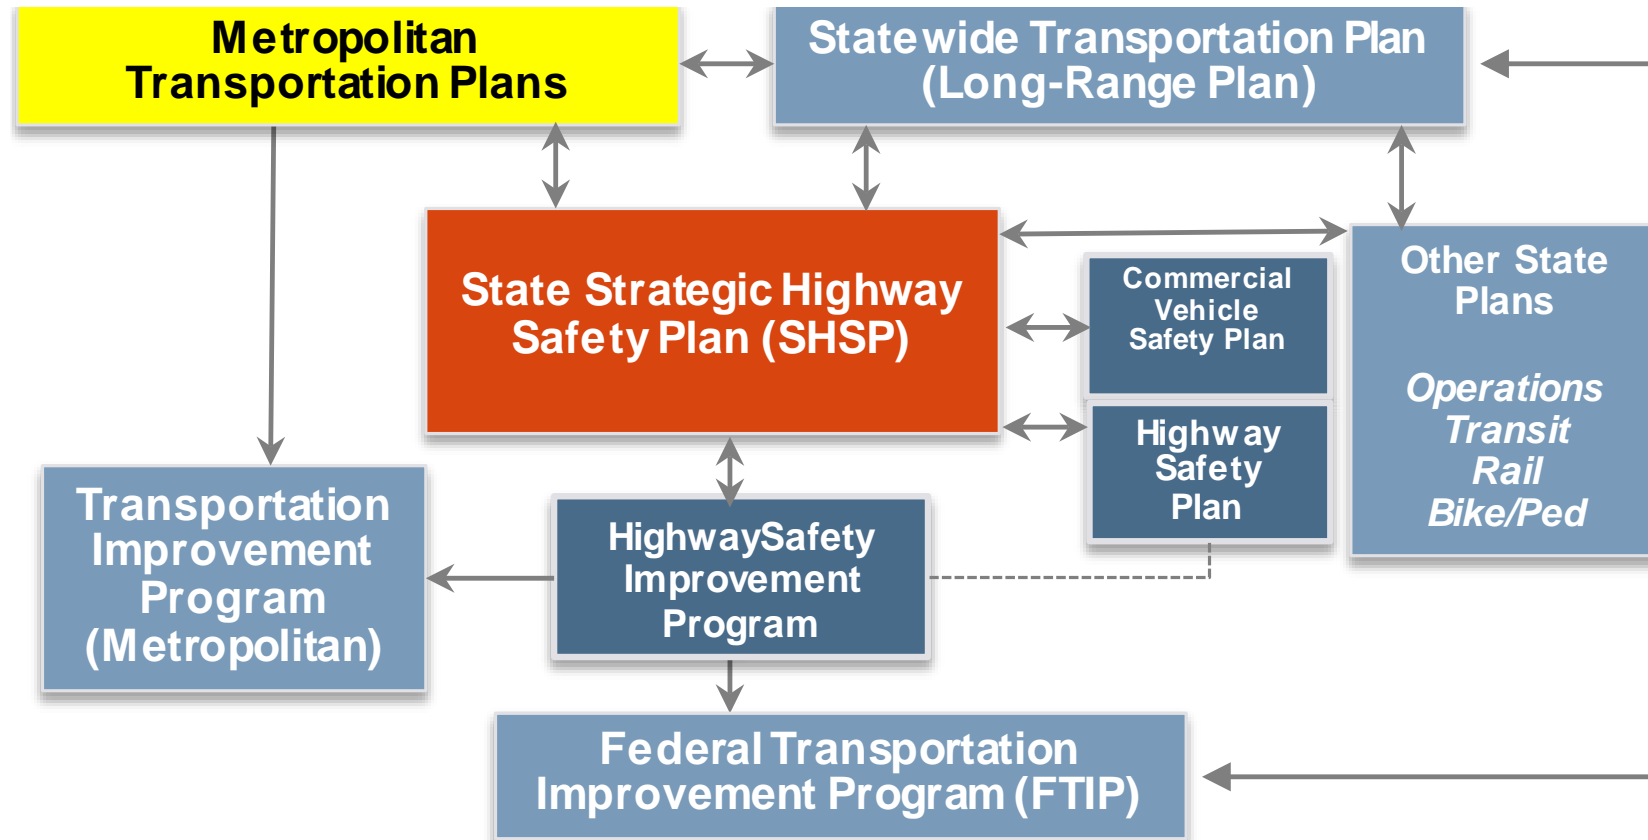 Metropolitan
Transportation Plans
Statewide Transportation Plan
(Long-Range Plan)
State Strategic Highway
Safety Plan (SHSP)
Commercial
Vehicle
Safety Plan
Highway
Safety
Plan
Other State
Plans
Operations
Transit
Rail
Bike/Ped
Transportation
Improvement
Program
(Metropolitan)
HighwaySafety
Improvement
Program
Federal Transportation
Improvement Program (FTIP)